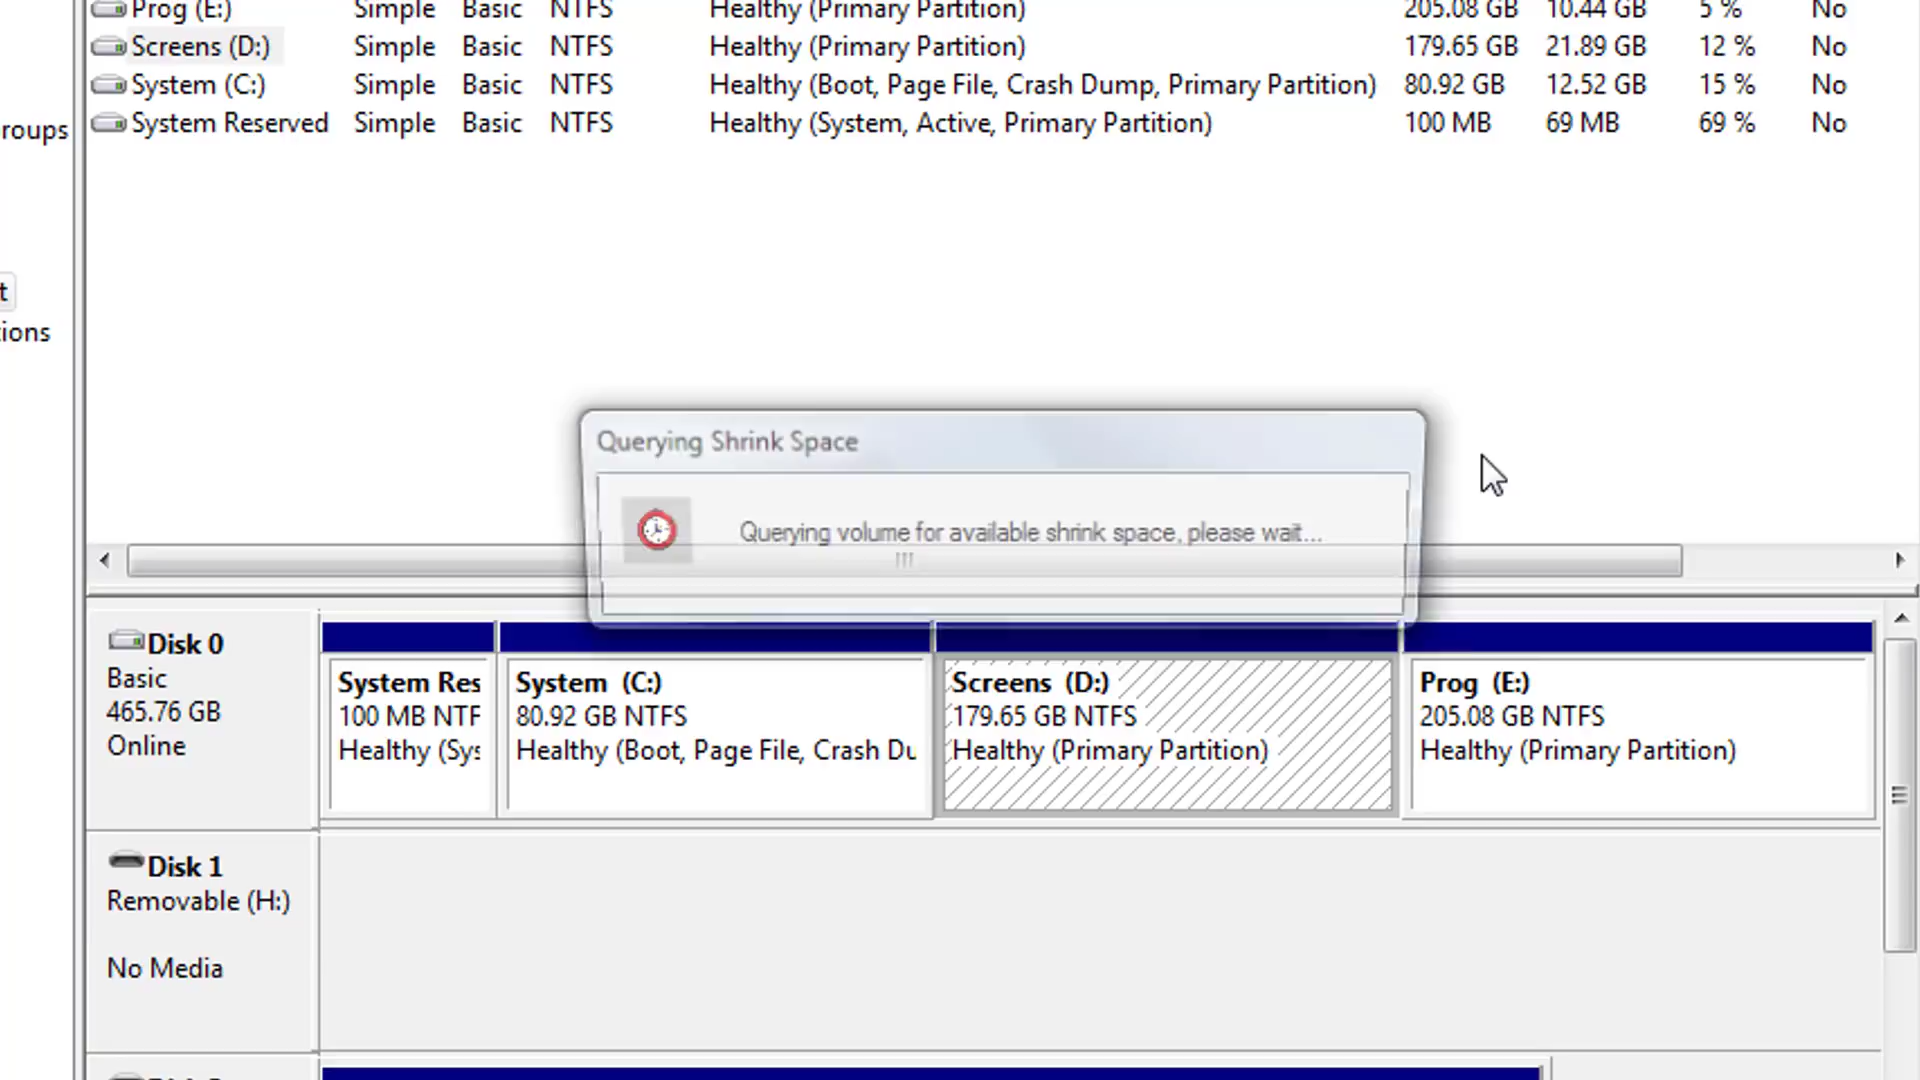 Prog (E:) Simple Basic NTFS Healthy (Primary Partition) 205.08 GB 10.44 GB 5 % No
Screens (D:) Simple Basic NTFS Healthy (Primary Partition) 179.65 GB 21.89 GB 12 % No
System (C:) Simple Basic NTFS Healthy (Boot, Page File, Crash Dump, Primary Partition) 80.92 GB 12.52 GB 15 % No
System Reserved Simple Basic NTFS Healthy (System, Active, Primary Partition) 100 MB 69 MB 69 % No
roups
t
tions
Querying Shrink Space
Querying volume for available shrink space, please wait...
Disk 0
Basic
465.76 GB
Online
System Res
100 MB NTF
Healthy (Sys
System (C:)
80.92 GB NTFS
Healthy (Boot, Page File, Crash Du
Screens (D:)
179.65 GB NTFS
Healthy (Primary Partition)
Prog (E:)
205.08 GB NTFS
Healthy (Primary Partition)
Disk 1
Removable (H:)
No Media